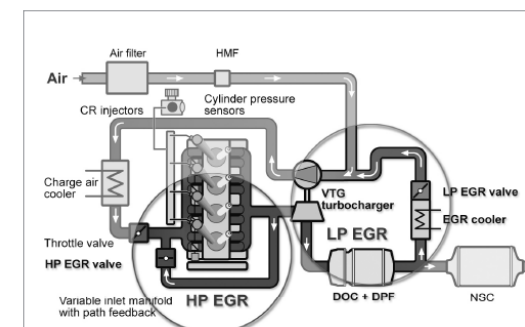 Air filter
HMF
Air
CR injectors
Cylinder pressure
sensors
Charge air
cooler
VTG
turbocharger
LP EGR valve
EGR cooler
LP EGR
Throttle valve
HP EGR valve
HP EGR
DOC + DPF
NSC
Variable inlet manifold
with path feedback